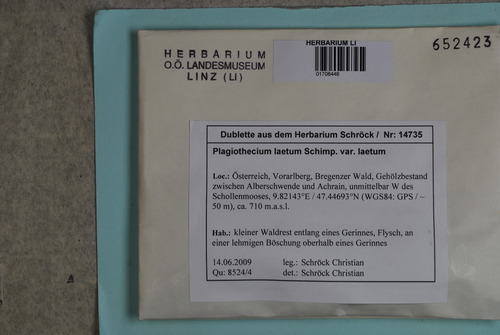 HERBARIUM
O.Ö. LANDESMUSEUM
LINZ (LI)
HERBARIUM LI
01706446
652423
Dublette aus dem Herbarium Schröck / Nr: 14735
Plagiothecium laetum Schimp. var. laetum
Loc.: Österreich, Vorarlberg, Bregenzer Wald, Gehölzbestand
zwischen Alberschwende und Achrain, unmittelbar W des
Schollenmooses, 9.82143°E / 47.44693°N (WGS84: GPS / ~
50 m), ca. 710 m.a.s.l.
Hab.: kleiner Waldrest entlang eines Gerinnes, Flysch, an
einer lehmigen Böschung oberhalb eines Gerinnes
14.06.2009 leg.: Schröck Christian
Qu: 8524/4 det.: Schröck Christian